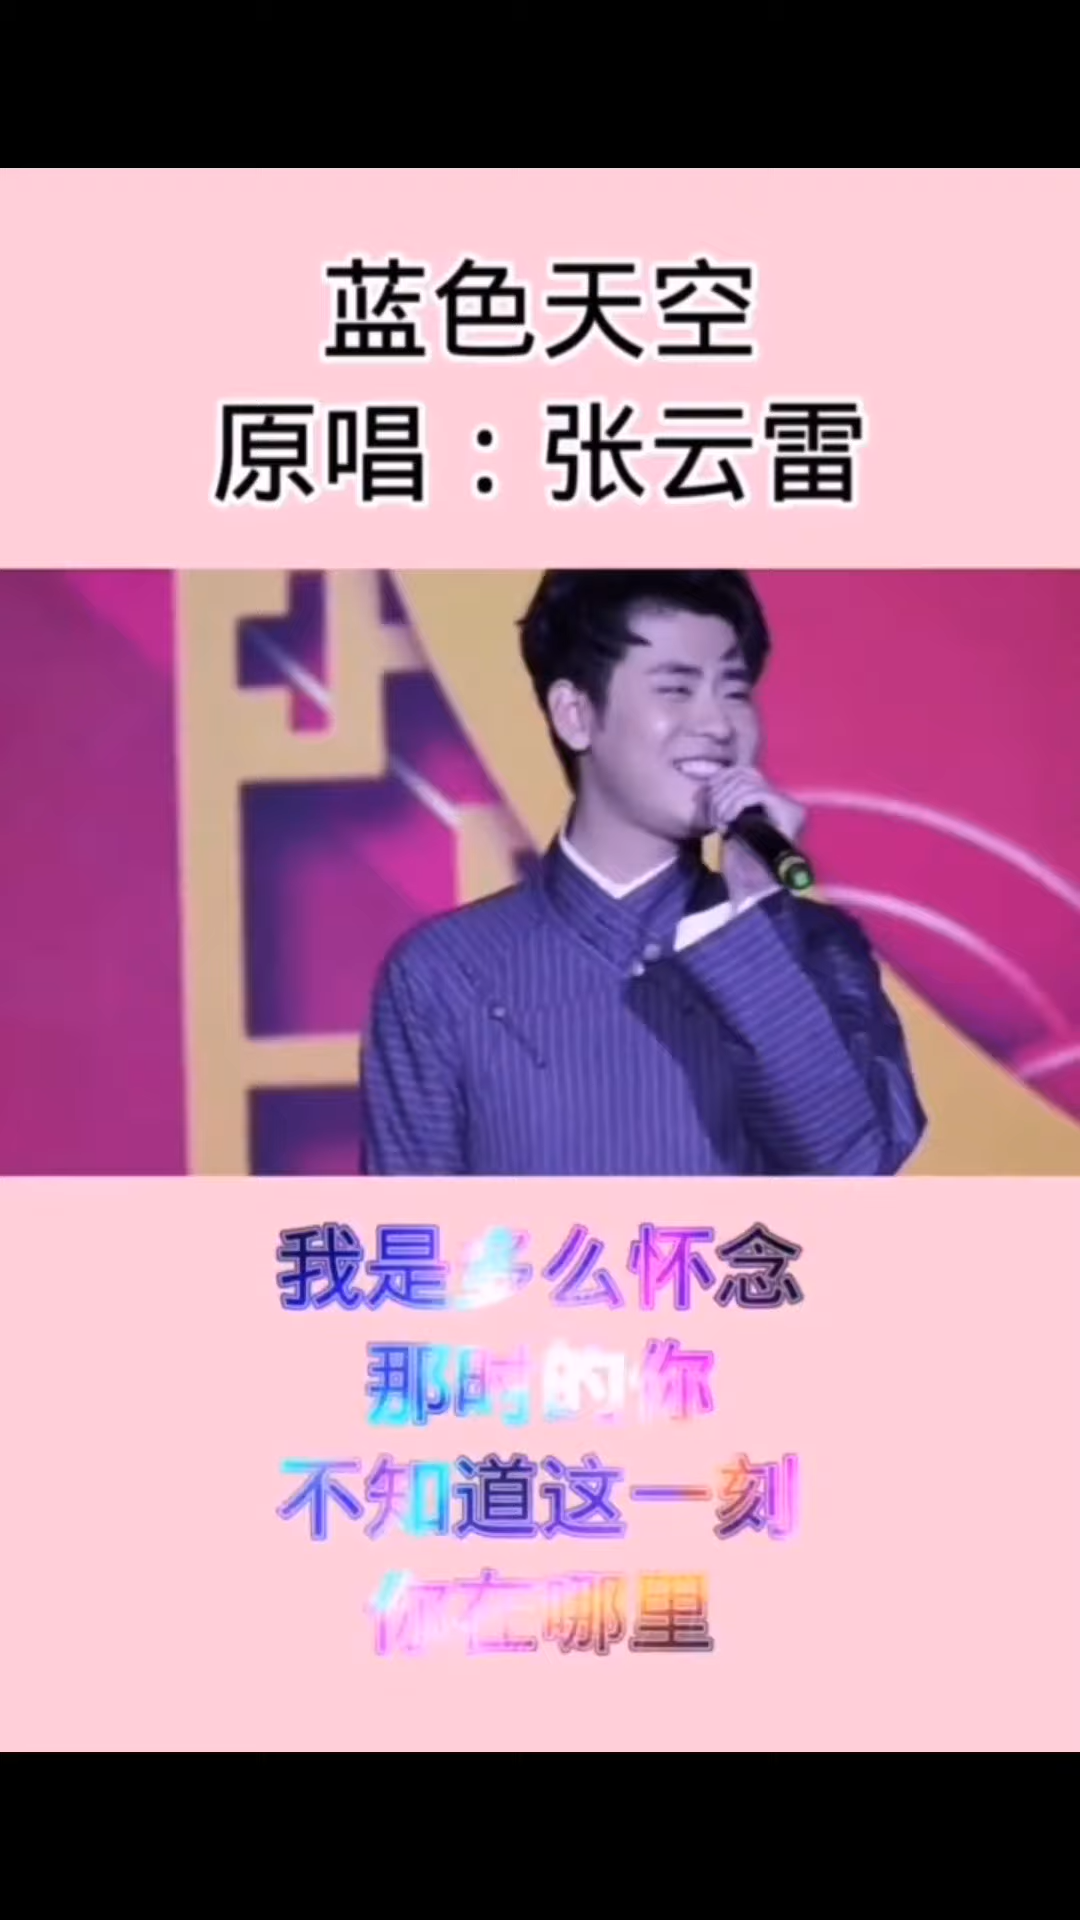 蓝色天空
原唱：张云雷
我是多么怀念
那时的你
不知道这一刻
你在哪里